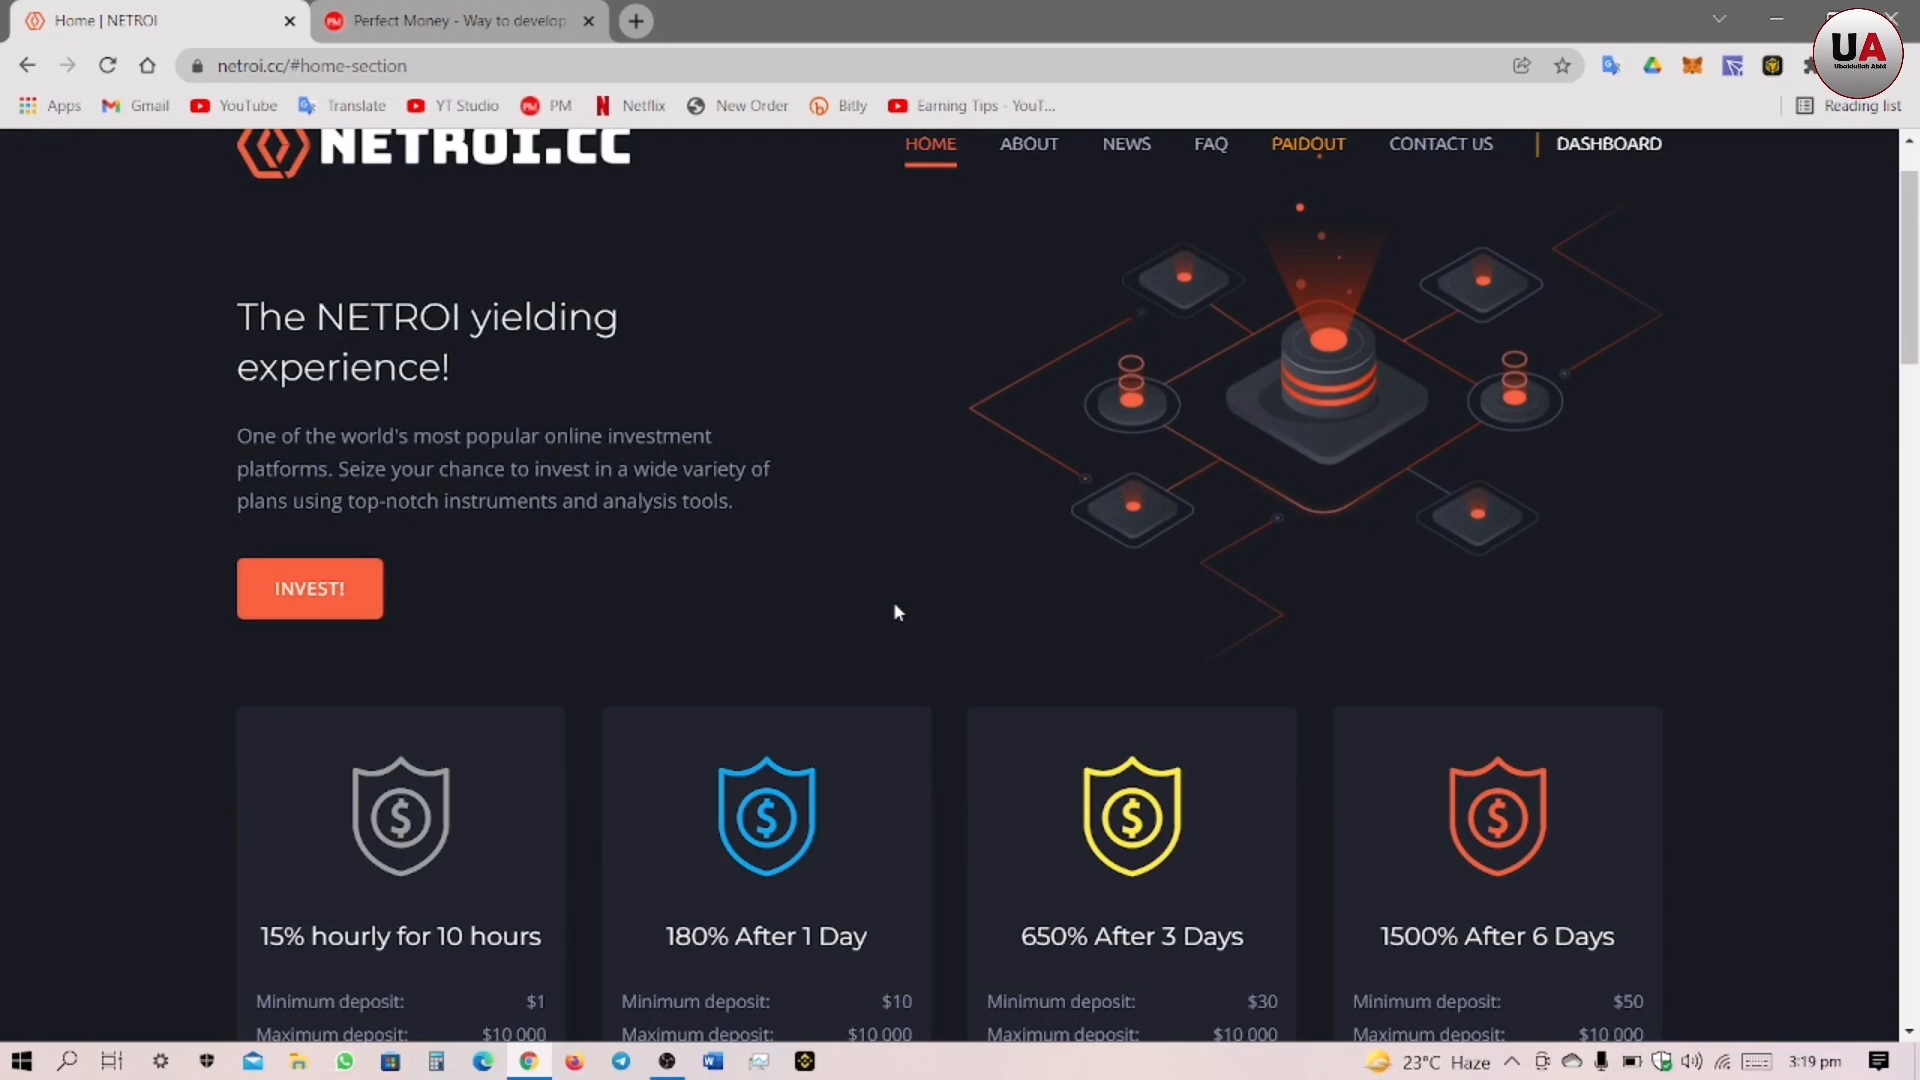 Home | NETROI
Perfect Money - Way to develop
UA
Ubaidullah Abid
netroi.cc/#home-section
Apps
Gmail
YouTube
Translate
YT Studio
PM
Netflix
New Order
Bitly
Earning Tips - YouT...
Reading list
NETROI.CC
HOME
ABOUT
NEWS
FAQ
PAIDOUT
CONTACT US
DASHBOARD
The NETROI yielding
experience!
One of the world's most popular online investment
platforms. Seize your chance to invest in a wide variety of
plans using top-notch instruments and analysis tools.
INVEST!
$
$
$
$
15% hourly for 10 hours
180% After 1 Day
650% After 3 Days
1500% After 6 Days
Minimum deposit: $1
Minimum deposit: $10
Minimum deposit: $30
Minimum deposit: $50
Maximum deposit: $10 000
Maximum deposit: $10 000
Maximum deposit: $10 000
Maximum deposit: $10 000
23°C Haze
3:19 pm